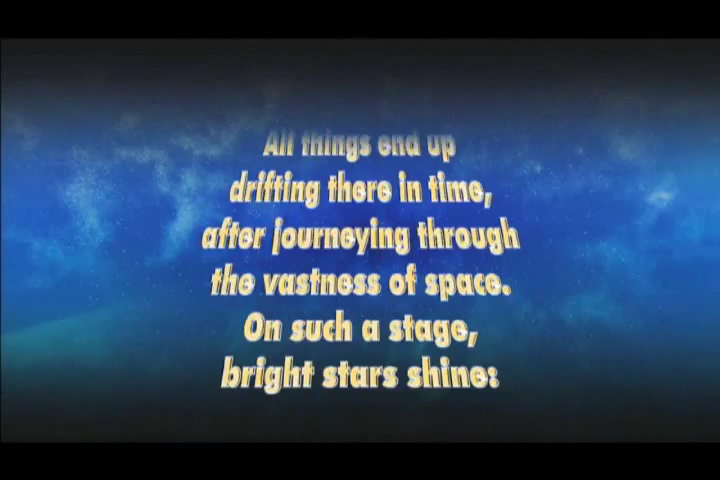 All things end up
drifting there in time,
after journeying through
the vastness of space.
On such a stage,
bright stars shine: